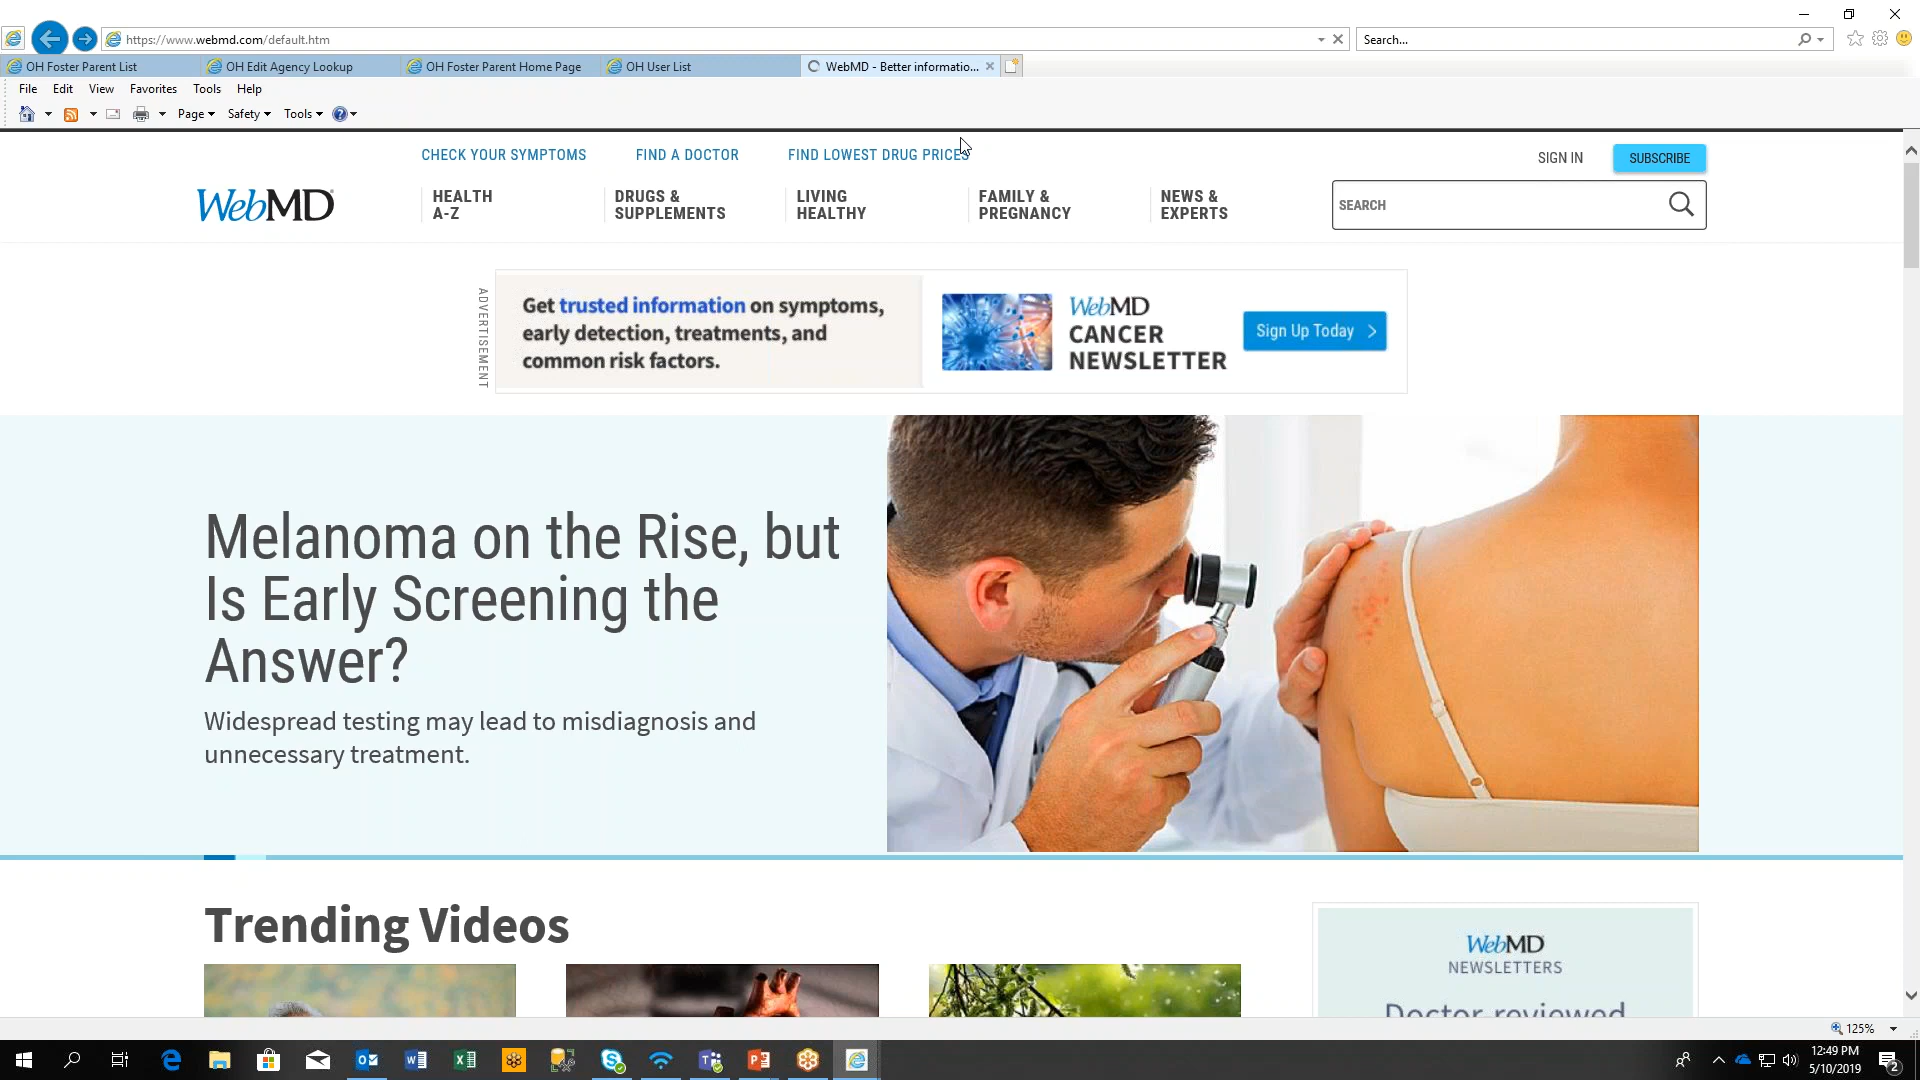 https://www.webmd.com/default.htm
Search...
OH Foster Parent List
OH Edit Agency Lookup
OH Foster Parent Home Page
OH User List
WebMD - Better informatio...
File Edit View Favorites Tools Help
Page Safety Tools
CHECK YOUR SYMPTOMS
FIND A DOCTOR
FIND LOWEST DRUG PRICES
SIGN IN
SUBSCRIBE
WebMD
HEALTH
A-Z
DRUGS &
SUPPLEMENTS
LIVING
HEALTHY
FAMILY &
PREGNANCY
NEWS &
EXPERTS
SEARCH
ADVERTISEMENT
Get trusted information on symptoms,
early detection, treatments, and
common risk factors.
WebMD
CANCER
NEWSLETTER
Sign Up Today
Melanoma on the Rise, but
Is Early Screening the
Answer?
Widespread testing may lead to misdiagnosis and
unnecessary treatment.
Trending Videos
WebMD
NEWSLETTERS
Doctor-reviewed
125%
12:49 PM
5/10/2019
2